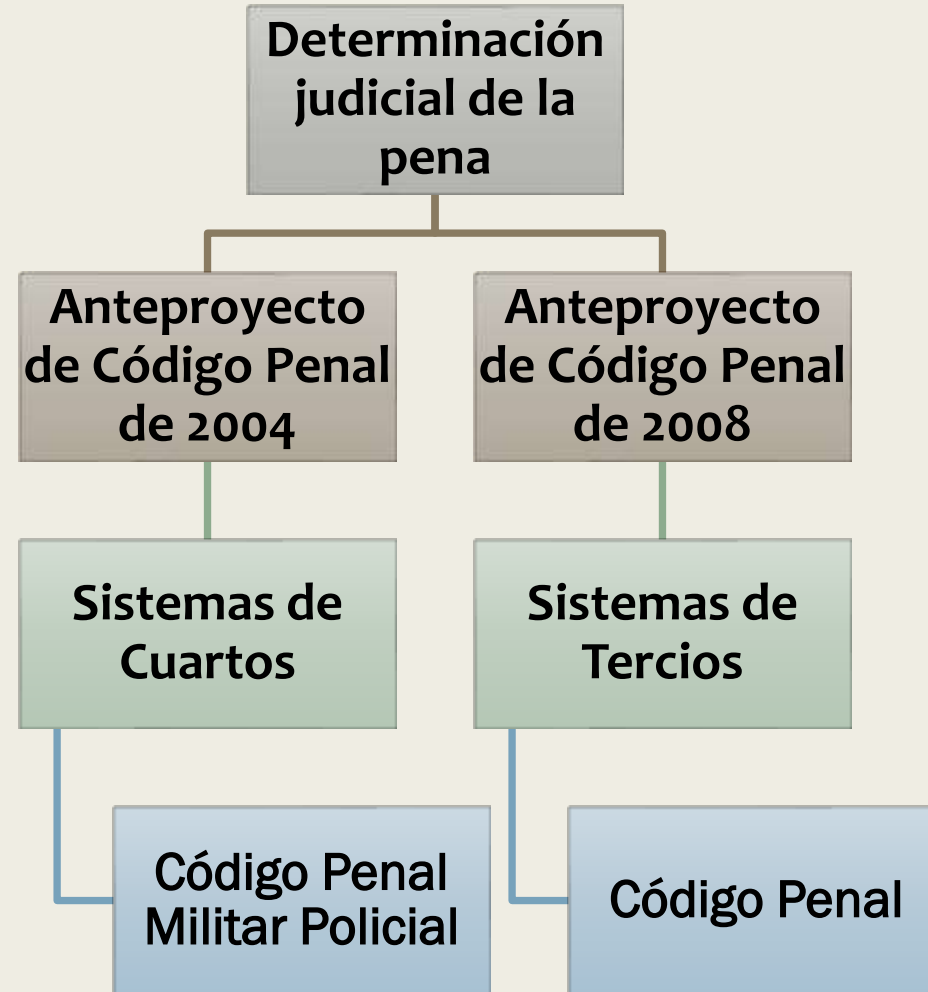 Determinación
judicial de la
pena
Anteproyecto
de Código Penal
de 2004
Anteproyecto
de Código Penal
de 2008
Sistemas de
Cuartos
Sistemas de
Tercios
Código Penal
Militar Policial
Código Penal